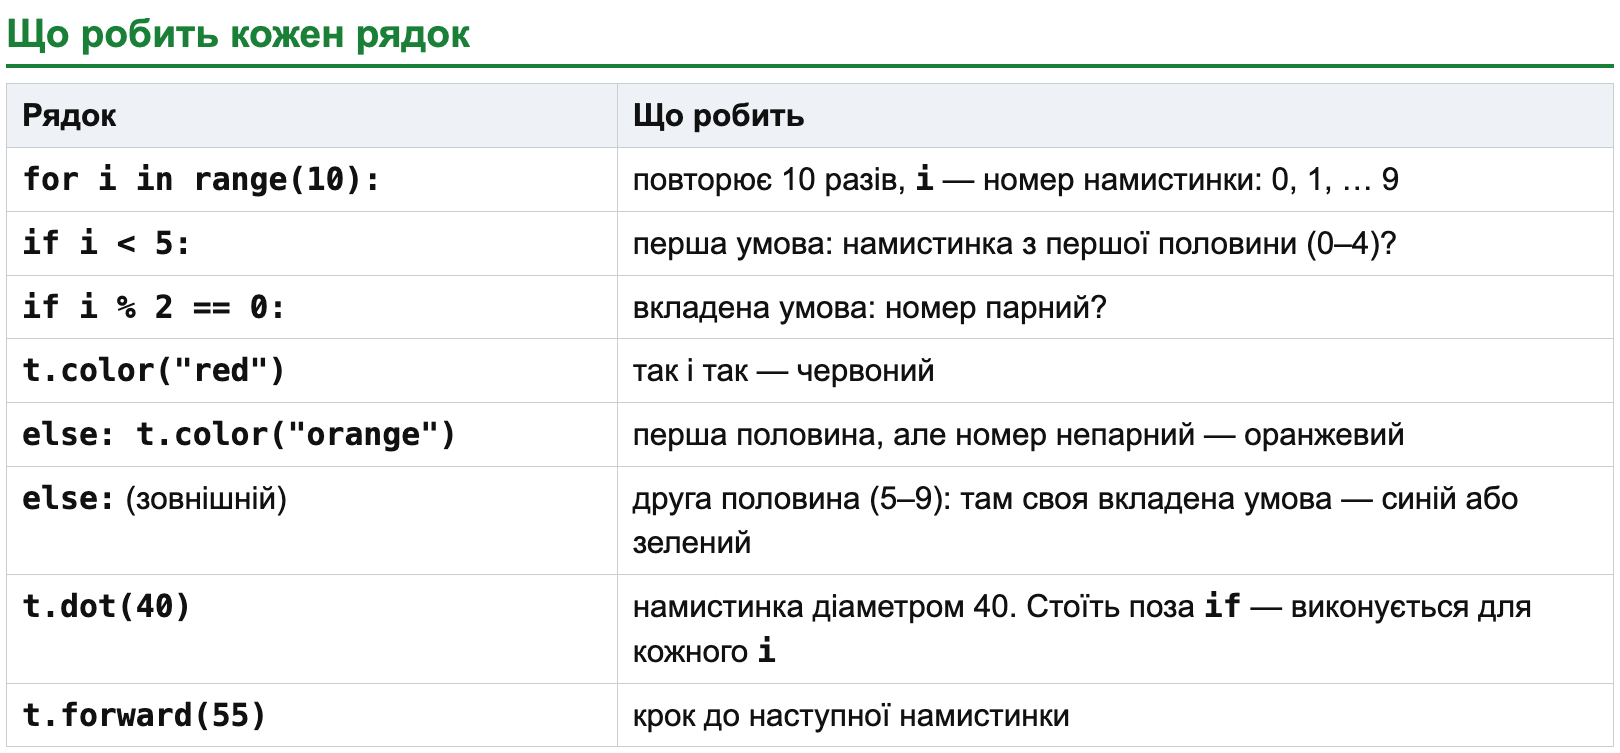 Що робить кожен рядок
Рядок Що робить
for i in range(10): повторює 10 разів, i — номер намистинки: 0, 1, … 9
if i < 5: перша умова: намистинка з першої половини (0–4)?
if i % 2 == 0: вкладена умова: номер парний?
t.color("red") так і так — червоний
else: t.color("orange") перша половина, але номер непарний — оранжевий
else: (зовнішній) друга половина (5–9): там своя вкладена умова — синій або
зелений
t.dot(40) намистинка діаметром 40. Стоїть поза if — виконується для
кожного i
t.forward(55) крок до наступної намистинки